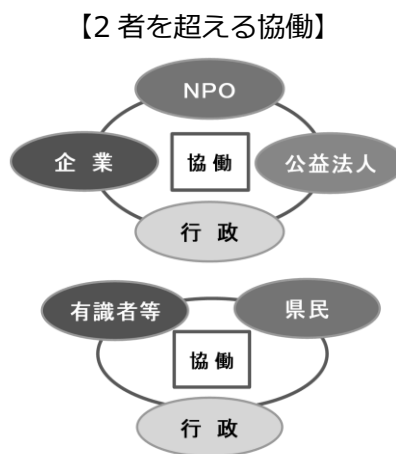 【2者を超える協働】
NPO
企業
協働
公益法人
行政
有識者等
県民
協働
行政